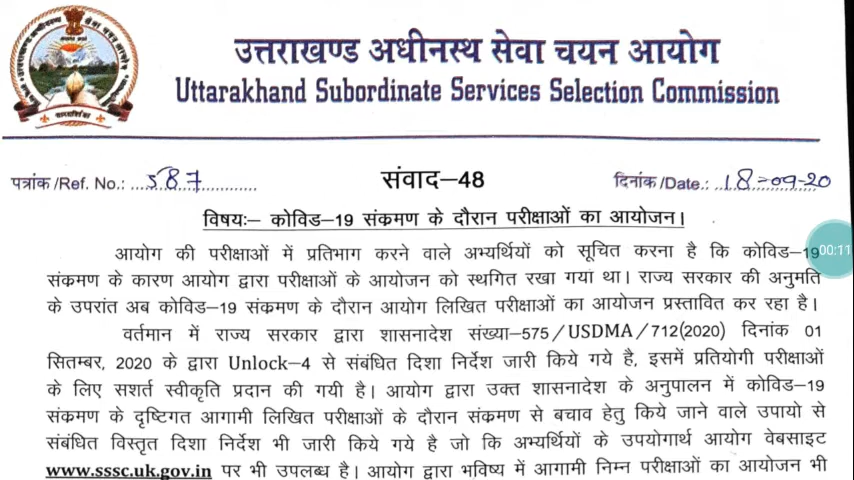 उत्तराखण्ड अधीनस्थ सेवा चयन आयोग
Uttarakhand Subordinate Services Selection Commission
पत्रांक /Ref. No.: ....587.............
संवाद–48
दिनांक /Date.: ..18-09-20
विषयः– कोविड–19 संक्रमण के दौरान परीक्षाओं का आयोजन।
आयोग की परीक्षाओं में प्रतिभाग करने वाले अभ्यर्थियों को सूचित करना है कि कोविड–19
00:11
संक्रमण के कारण आयोग द्वारा परीक्षाओं के आयोजन को स्थगित रखा गया था। राज्य सरकार की अनुमति
के उपरांत अब कोविड–19 संक्रमण के दौरान आयोग लिखित परीक्षाओं का आयोजन प्रस्तावित कर रहा है।
वर्तमान में राज्य सरकार द्वारा शासनादेश संख्या–575/USDMA/712(2020) दिनांक 01
सितम्बर, 2020 के द्वारा Unlock–4 से संबंधित दिशा निर्देश जारी किये गये है, इसमें प्रतियोगी परीक्षाओं
के लिए सशर्त स्वीकृति प्रदान की गयी है। आयोग द्वारा उक्त शासनादेश के अनुपालन में कोविड–19
संक्रमण के दृष्टिगत आगामी लिखित परीक्षाओं के दौरान संक्रमण से बचाव हेतु किये जाने वाले उपायो से
संबंधित विस्तृत दिशा निर्देश भी जारी किये गये है जो कि अभ्यर्थियों के उपयोगार्थ आयोग वेबसाइट
www.sssc.uk.gov.in पर भी उपलब्ध है। आयोग द्वारा भविष्य में आगामी निम्न परीक्षाओं का आयोजन भी